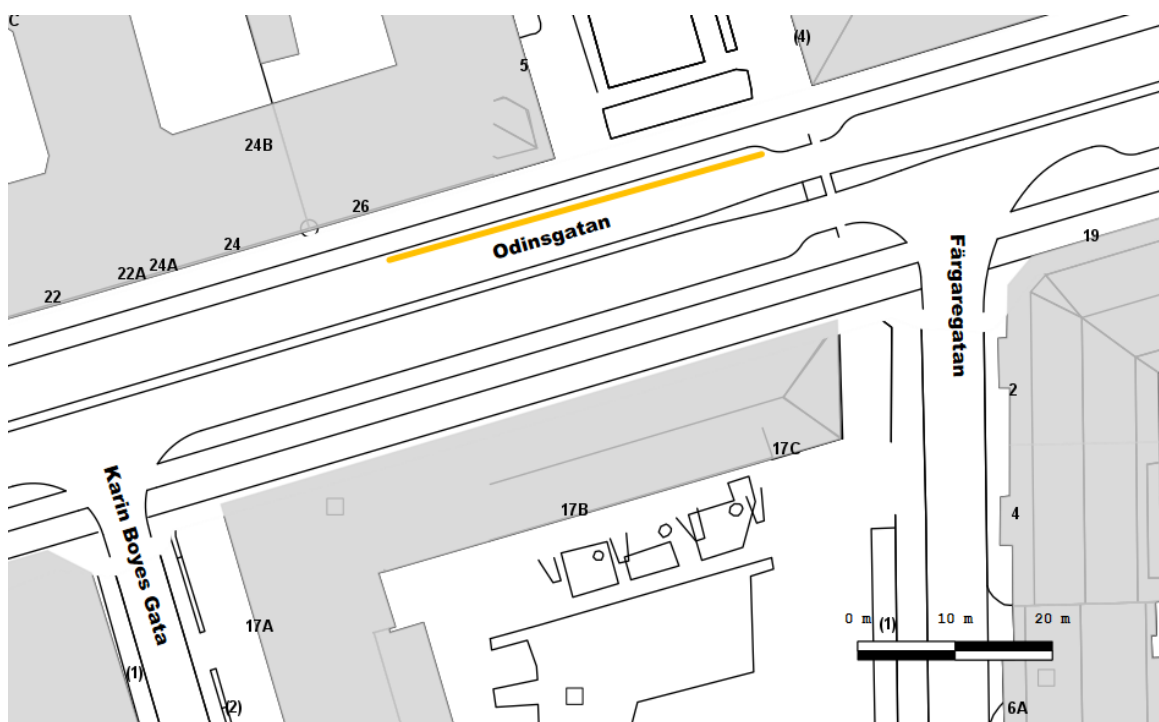 C
(4)
5
24B
26
24
24A
22A
22
Odinsgatan
Färgaregatan
19
2
17C
4
17B
Karin Boyes Gata
17A
0 m 10 m 20 m
(1)
(1)
(2)
6A